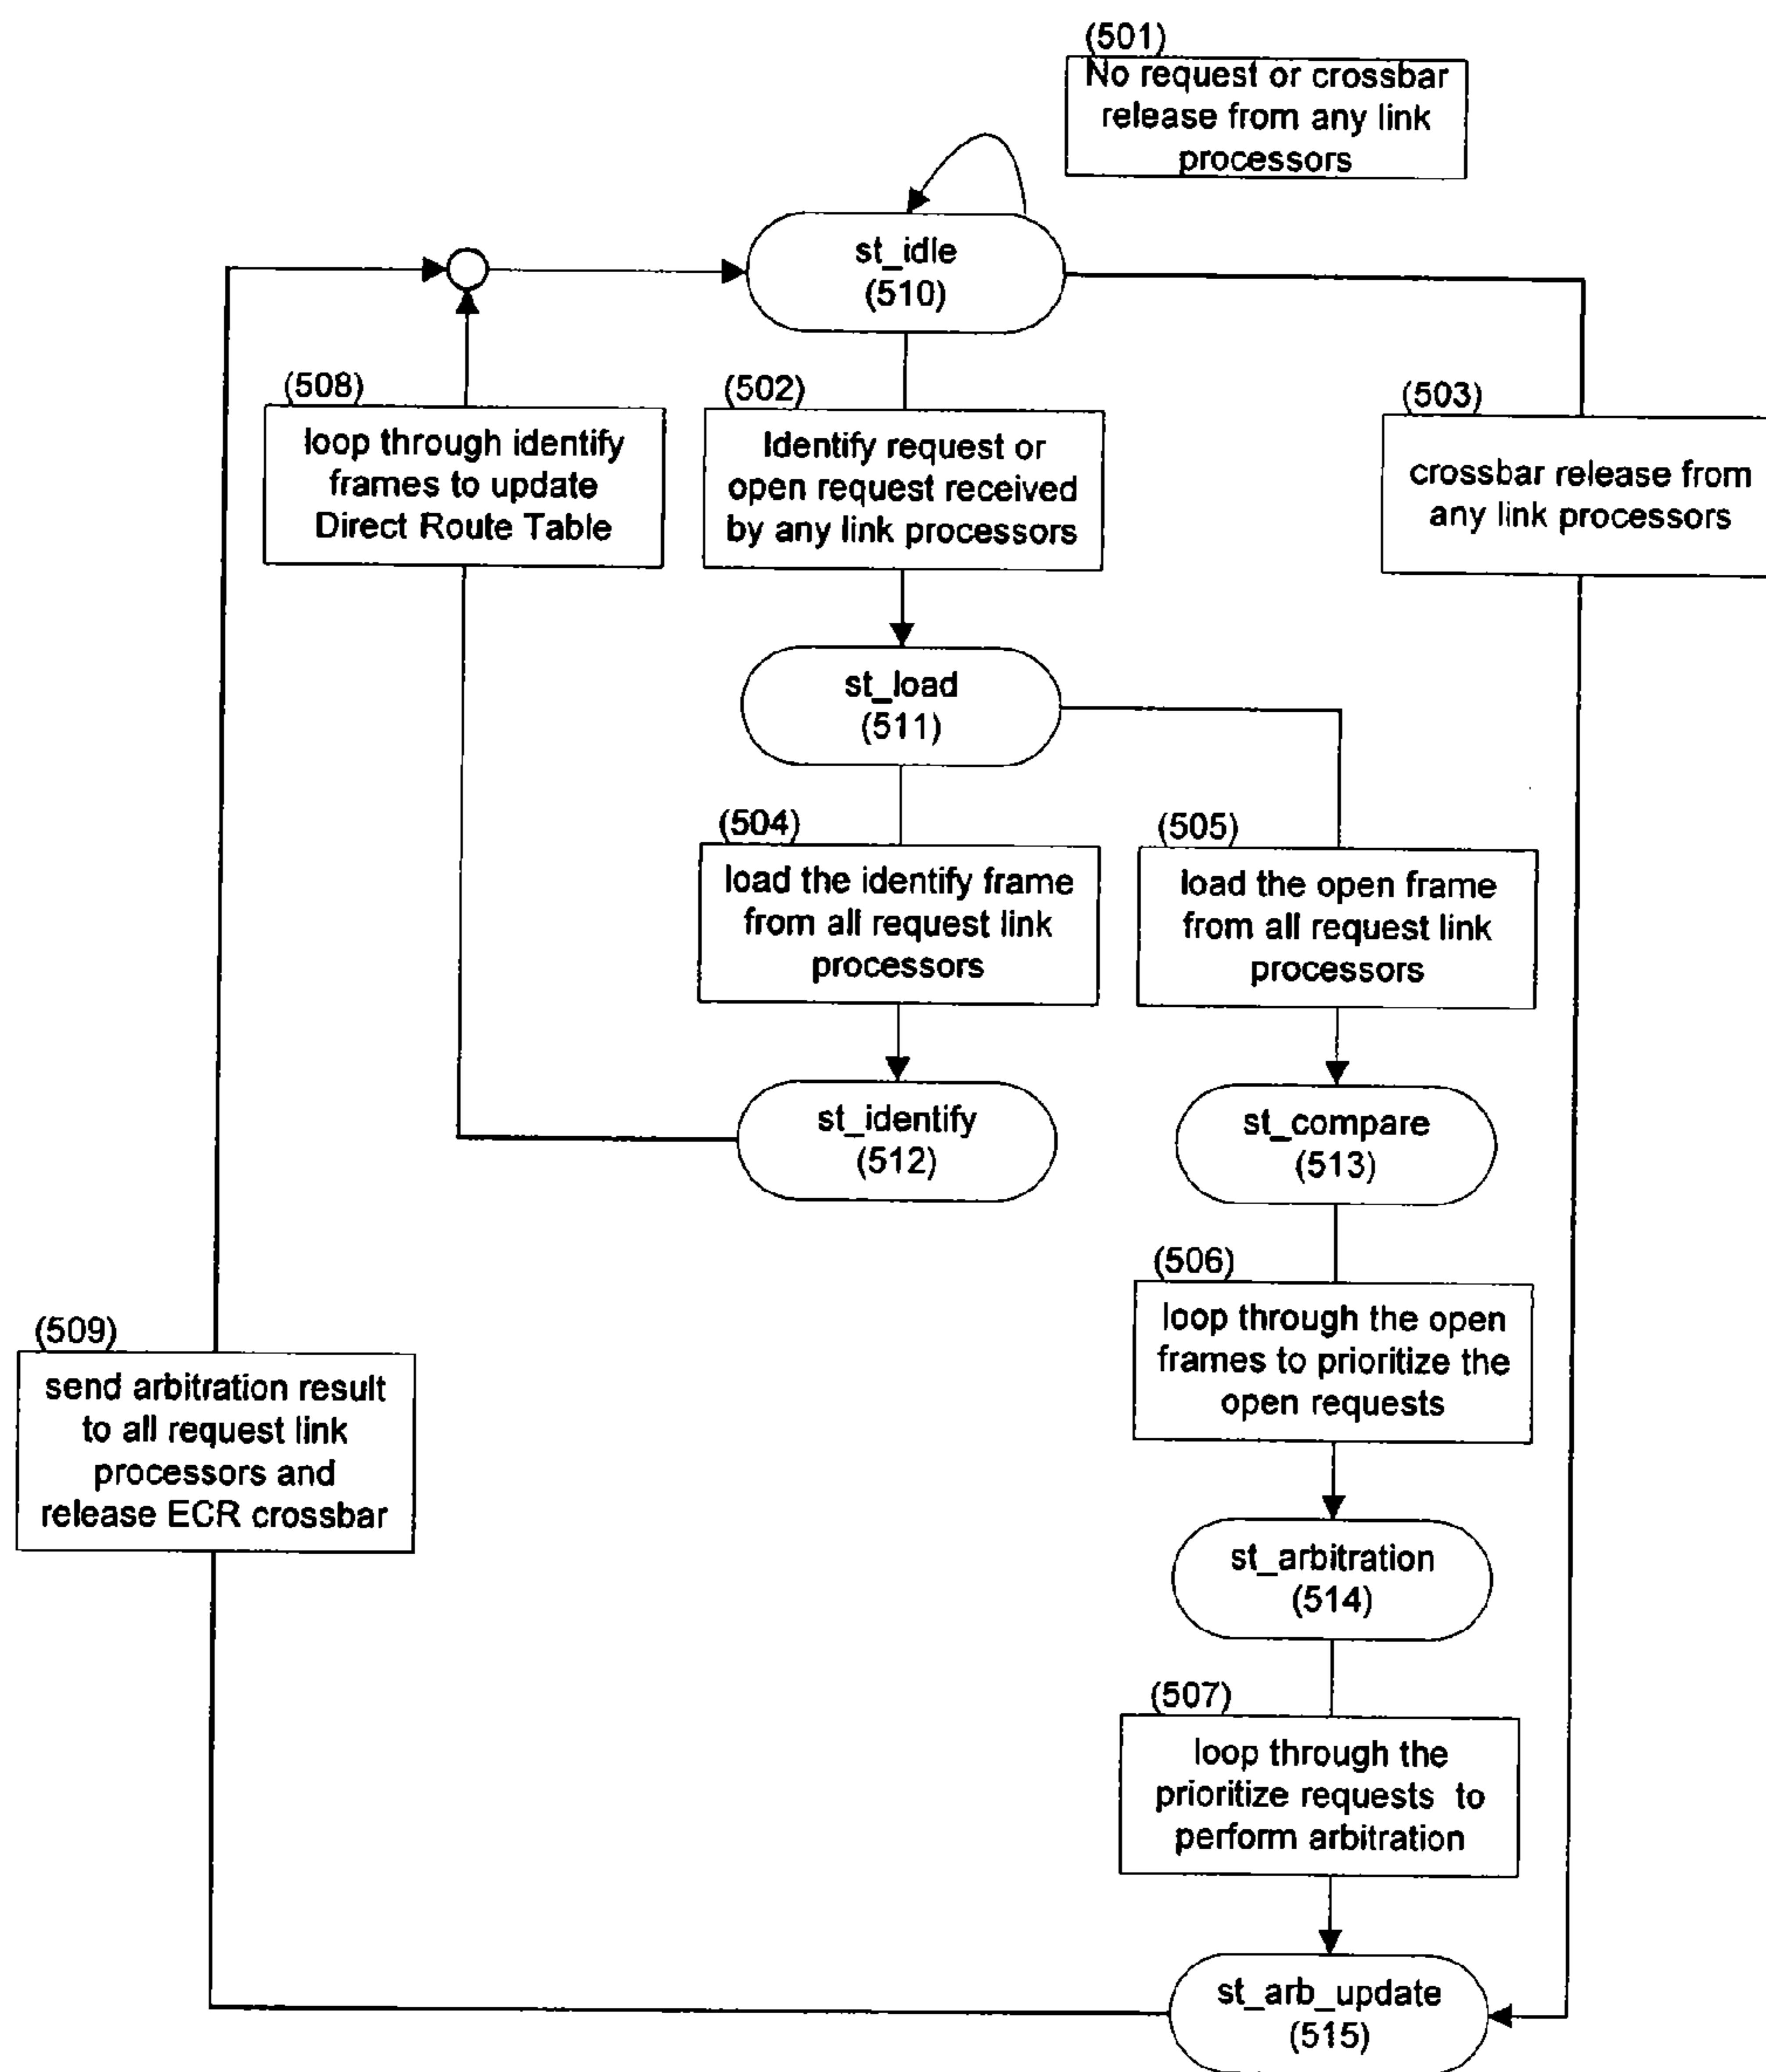 (501)
No request or crossbar
release from any link
processors
st_idle
(510)
(508)
loop through identify
frames to update
Direct Route Table
(502)
Identify request or
open request received
by any link processors
(503)
crossbar release from
any link processors
st_load
(511)
(504)
load the identify frame
from all request link
processors
(505)
load the open frame
from all request link
processors
st_identify
(512)
st_compare
(513)
(506)
loop through the open
frames to prioritize the
open requests
(509)
send arbitration result
to all request link
processors and
release ECR crossbar
st_arbitration
(514)
(507)
loop through the
prioritize requests to
perform arbitration
st_arb_update
(515)